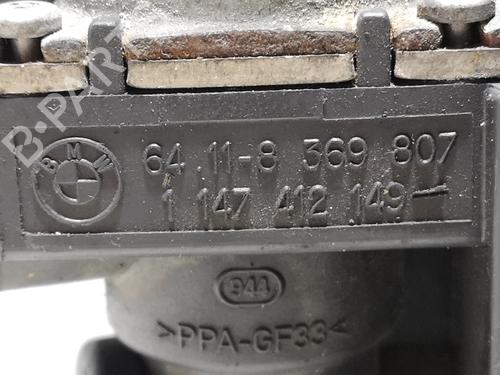 B-PARTS
BMW
64 11-8 369 807
1 147 412 149
944
>PPA-GF33<